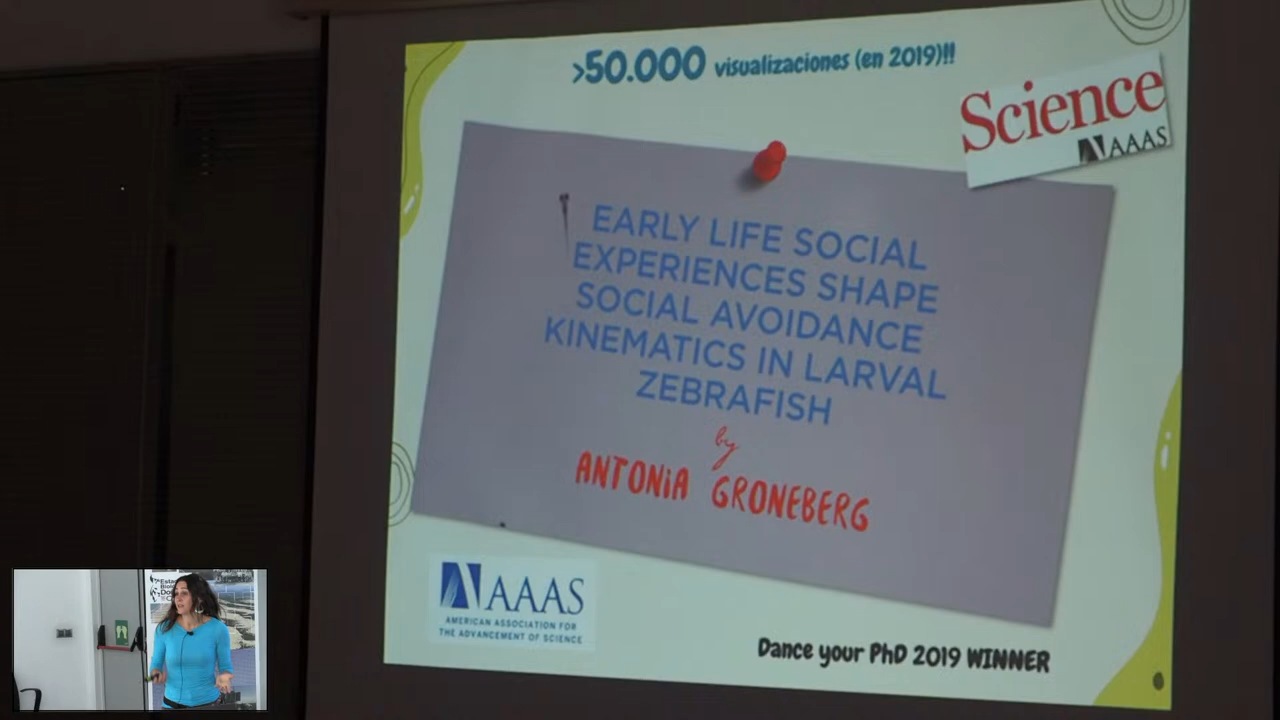 >50.000 visualizaciones (en 2019)!!
Science
AAAS
EARLY LIFE SOCIAL
EXPERIENCES SHAPE
SOCIAL AVOIDANCE
KINEMATICS IN LARVAL
ZEBRAFISH
by
ANTONiA GRONEBERG
AAAS
AMERICAN ASSOCIATION FOR
THE ADVANCEMENT OF SCIENCE
Dance your PhD 2019 WINNER